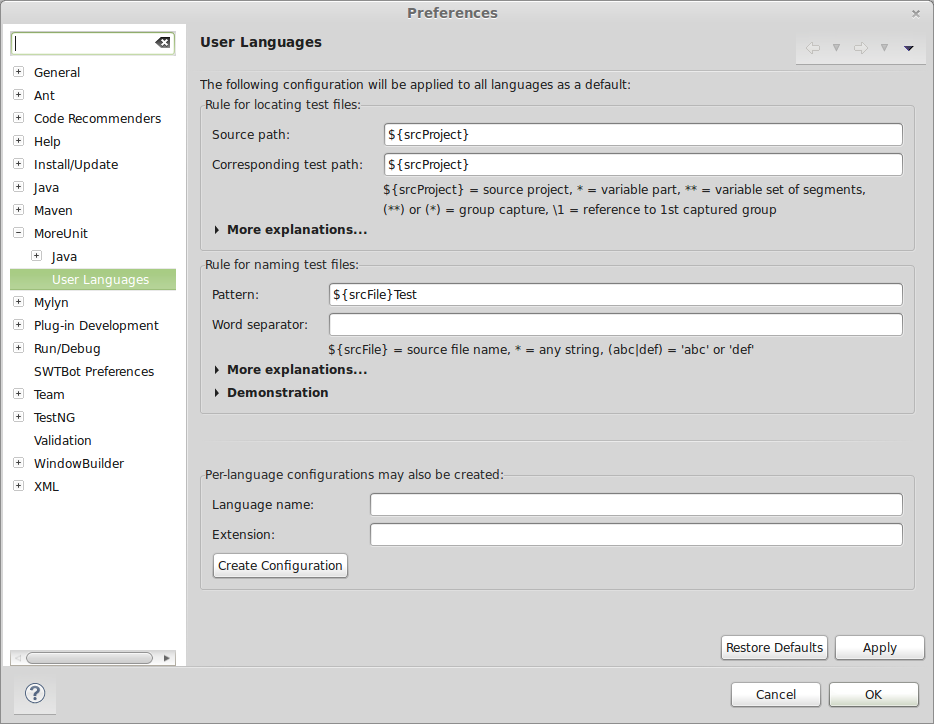 Preferences
User Languages
General
Ant
Code Recommenders
Help
Install/Update
Java
Maven
MoreUnit
Java
User Languages
Mylyn
Plug-in Development
Run/Debug
SWTBot Preferences
Team
TestNG
Validation
WindowBuilder
XML
The following configuration will be applied to all languages as a default:
Rule for locating test files:
Source path: ${srcProject}
Corresponding test path: ${srcProject}
${srcProject} = source project, * = variable part, ** = variable set of segments,
(**) or (*) = group capture, \1 = reference to 1st captured group
More explanations...
Rule for naming test files:
Pattern: ${srcFile}Test
Word separator:
${srcFile} = source file name, * = any string, (abc|def) = 'abc' or 'def'
More explanations...
Demonstration
Per-language configurations may also be created:
Language name:
Extension:
Create Configuration
Restore Defaults Apply
? Cancel OK